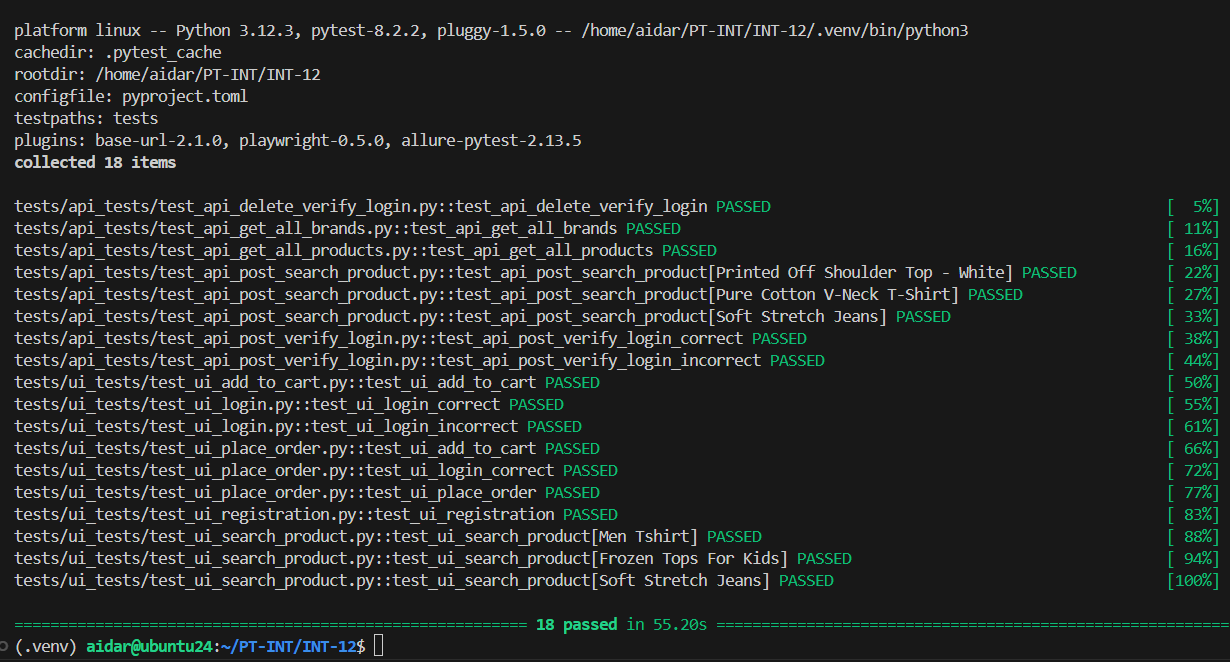 platform linux -- Python 3.12.3, pytest-8.2.2, pluggy-1.5.0 -- /home/aidar/PT-INT/INT-12/.venv/bin/python3
cachedir: .pytest_cache
rootdir: /home/aidar/PT-INT/INT-12
configfile: pyproject.toml
testpaths: tests
plugins: base-url-2.1.0, playwright-0.5.0, allure-pytest-2.13.5
collected 18 items
tests/api_tests/test_api_delete_verify_login.py::test_api_delete_verify_login PASSED [  5%]
tests/api_tests/test_api_get_all_brands.py::test_api_get_all_brands PASSED [ 11%]
tests/api_tests/test_api_get_all_products.py::test_api_get_all_products PASSED [ 16%]
tests/api_tests/test_api_post_search_product.py::test_api_post_search_product[Printed Off Shoulder Top - White] PASSED [ 22%]
tests/api_tests/test_api_post_search_product.py::test_api_post_search_product[Pure Cotton V-Neck T-Shirt] PASSED [ 27%]
tests/api_tests/test_api_post_search_product.py::test_api_post_search_product[Soft Stretch Jeans] PASSED [ 33%]
tests/api_tests/test_api_post_verify_login.py::test_api_post_verify_login_correct PASSED [ 38%]
tests/api_tests/test_api_post_verify_login.py::test_api_post_verify_login_incorrect PASSED [ 44%]
tests/ui_tests/test_ui_add_to_cart.py::test_ui_add_to_cart PASSED [ 50%]
tests/ui_tests/test_ui_login.py::test_ui_login_correct PASSED [ 55%]
tests/ui_tests/test_ui_login.py::test_ui_login_incorrect PASSED [ 61%]
tests/ui_tests/test_ui_place_order.py::test_ui_add_to_cart PASSED [ 66%]
tests/ui_tests/test_ui_place_order.py::test_ui_login_correct PASSED [ 72%]
tests/ui_tests/test_ui_place_order.py::test_ui_place_order PASSED [ 77%]
tests/ui_tests/test_ui_registration.py::test_ui_registration PASSED [ 83%]
tests/ui_tests/test_ui_search_product.py::test_ui_search_product[Men Tshirt] PASSED [ 88%]
tests/ui_tests/test_ui_search_product.py::test_ui_search_product[Frozen Tops For Kids] PASSED [ 94%]
tests/ui_tests/test_ui_search_product.py::test_ui_search_product[Soft Stretch Jeans] PASSED [100%]
========================================================= 18 passed in 55.20s =========================================================
(.venv) aidar@ubuntu24:~/PT-INT/INT-12$